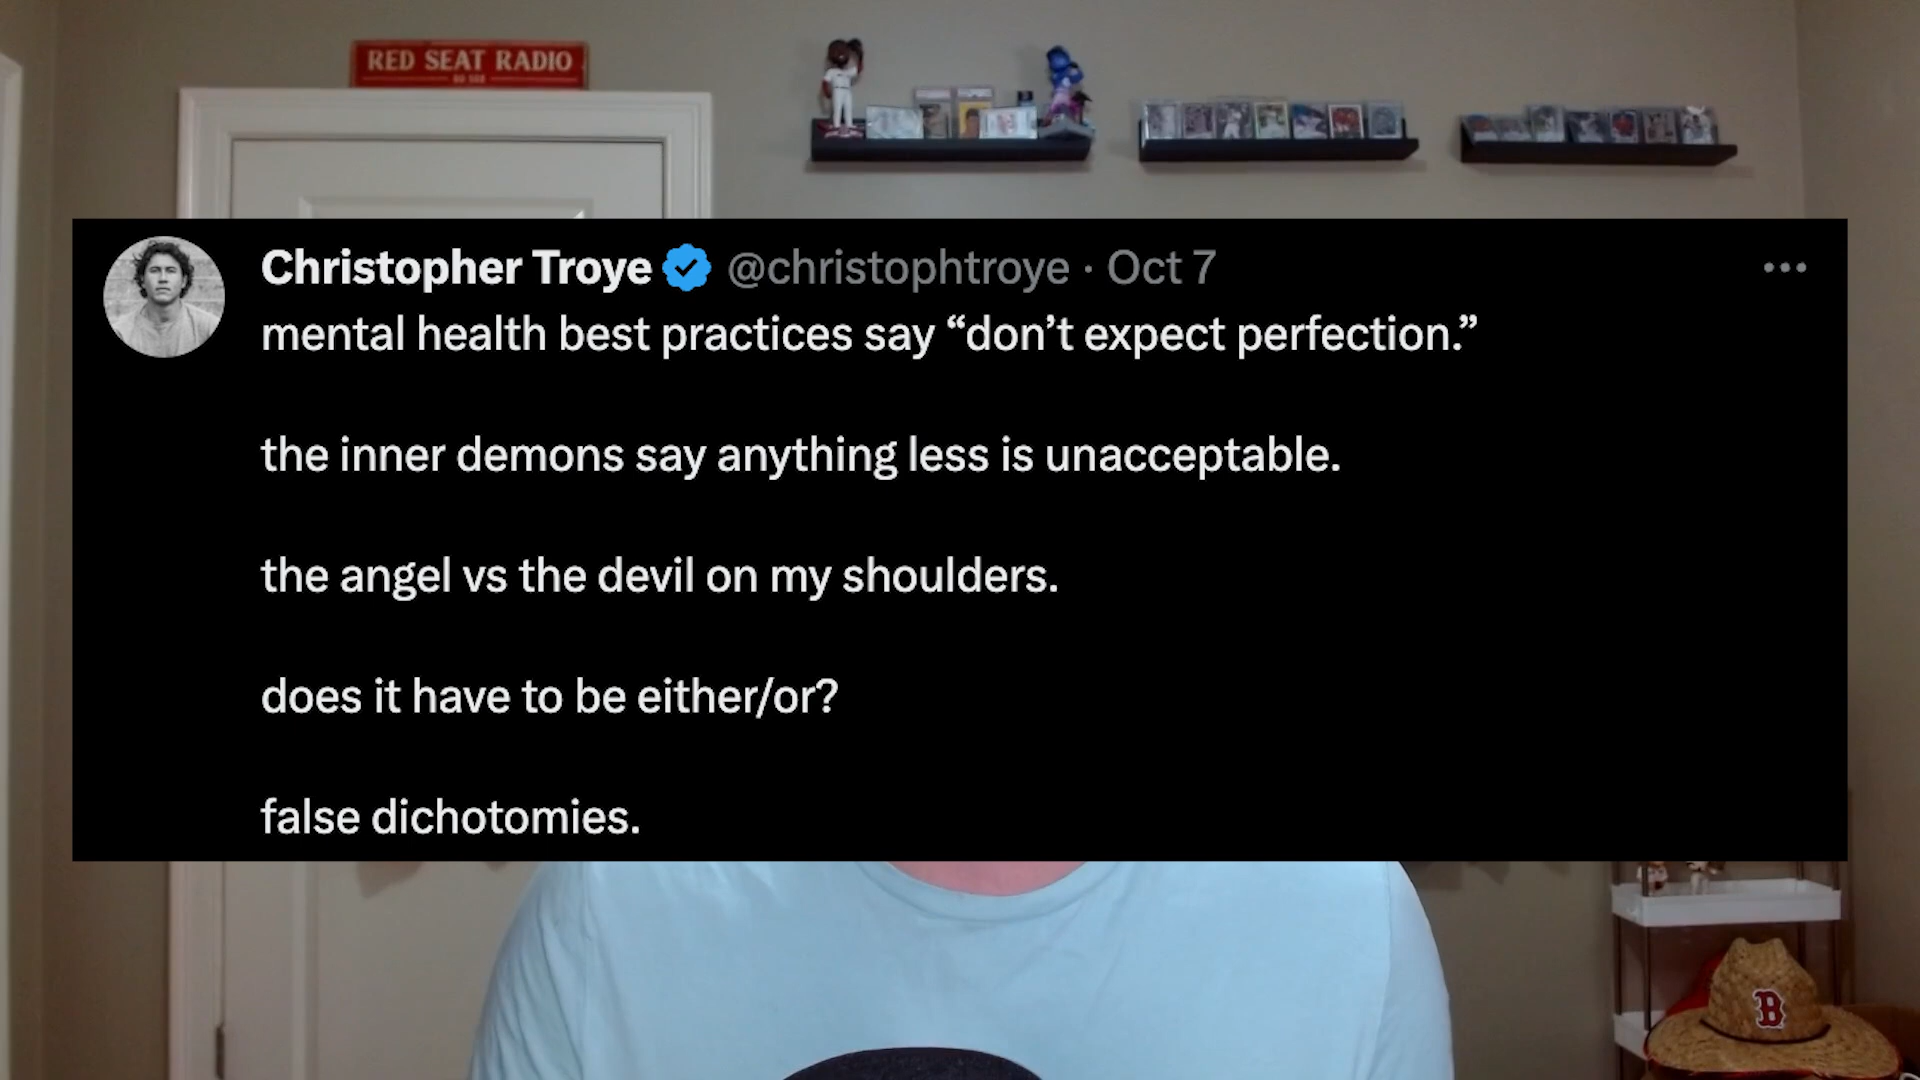 RED SEAT RADIO
Christopher Troye @christophtroye · Oct 7
mental health best practices say “don’t expect perfection.”
the inner demons say anything less is unacceptable.
the angel vs the devil on my shoulders.
does it have to be either/or?
false dichotomies.
B